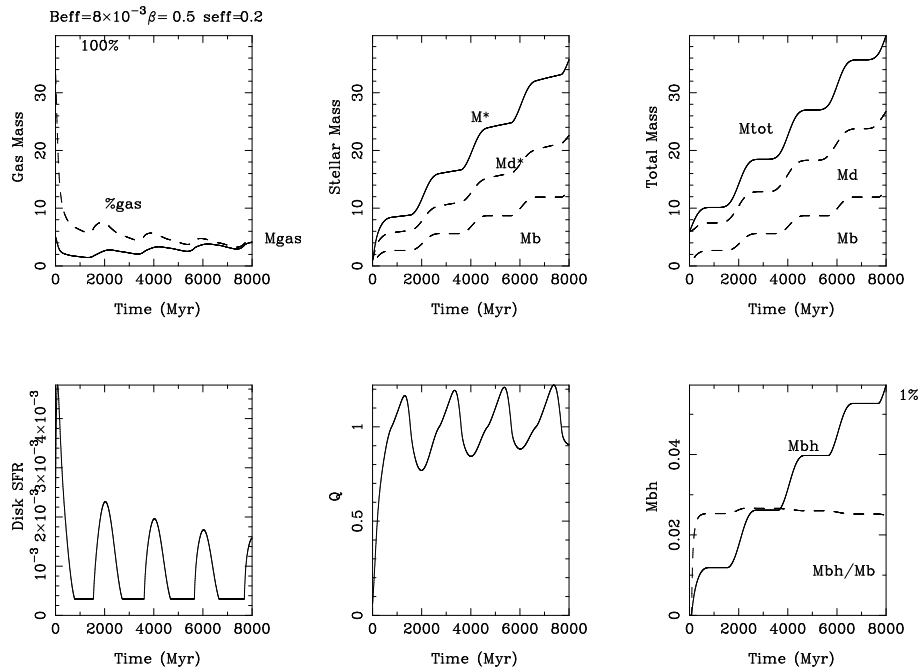 Beff=8×10⁻³β= 0.5 seff=0.2
100%
Gas Mass
0 10 20 30
%gas
Mgas
0 2000 4000 6000 8000
Time (Myr)
Stellar Mass
0 10 20 30
M*
Md*
Mb
0 2000 4000 6000 8000
Time (Myr)
Total Mass
0 10 20 30
Mtot
Md
Mb
0 2000 4000 6000 8000
Time (Myr)
Disk SFR
0 10⁻³ 2×10⁻³ 3×10⁻³ 4×10⁻³
0 2000 4000 6000 8000
Time (Myr)
Q
0 0.5 1
0 2000 4000 6000 8000
Time (Myr)
1%
Mbh
0 0.02 0.04
Mbh
Mbh/Mb
0 2000 4000 6000 8000
Time (Myr)